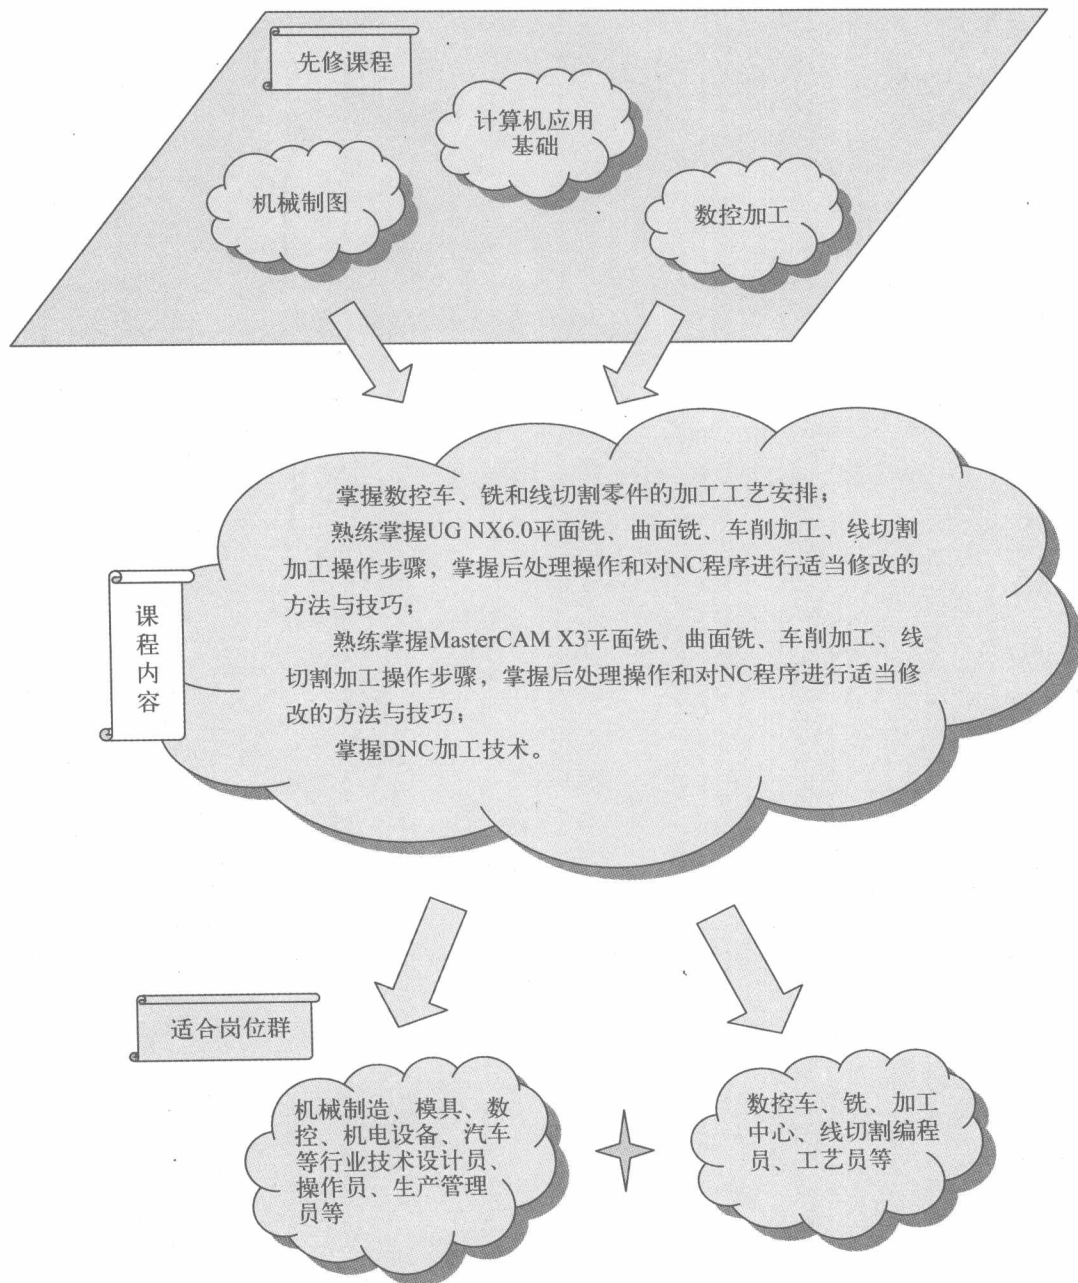 先修课程
计算机应用
基础
机械制图
数控加工
掌握数控车、铣和线切割零件的加工工艺安排；
熟练掌握UG NX6.0平面铣、曲面铣、车削加工、线切割
加工操作步骤，掌握后处理操作和对NC程序进行适当修改的
方法与技巧；
熟练掌握MasterCAM X3平面铣、曲面铣、车削加工、线
切割加工操作步骤，掌握后处理操作和对NC程序进行适当修
改的方法与技巧；
掌握DNC加工技术。
课
程
内
容
适合岗位群
机械制造、模具、数
控、机电设备、汽车
等行业技术设计员、
操作员、生产管理
员等
数控车、铣、加工
中心、线切割编程
员、工艺员等